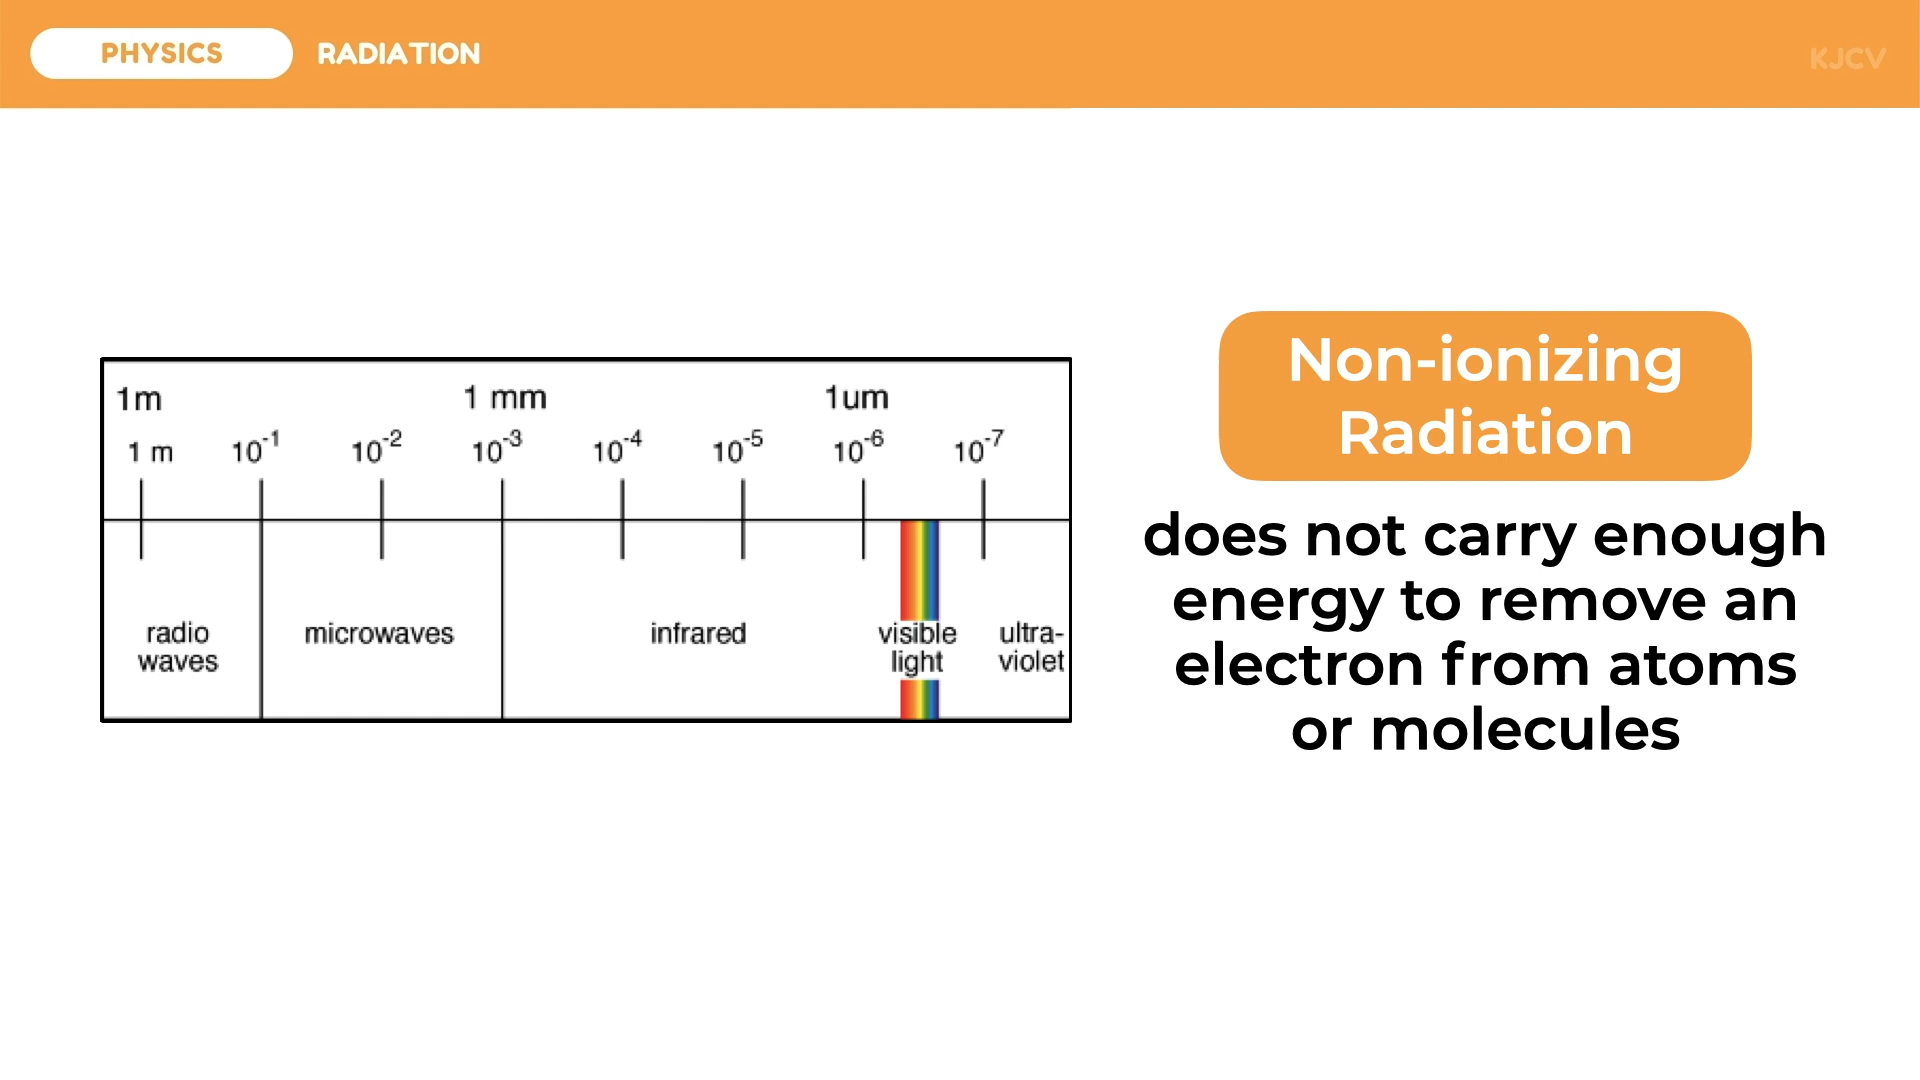 PHYSICS RADIATION KJCV
1m 1 mm 1um
1 m 10⁻¹ 10⁻² 10⁻³ 10⁻⁴ 10⁻⁵ 10⁻⁶ 10⁻⁷
radio microwaves infrared visible ultra-
waves light violet
Non-ionizing
Radiation
does not carry enough
energy to remove an
electron from atoms
or molecules